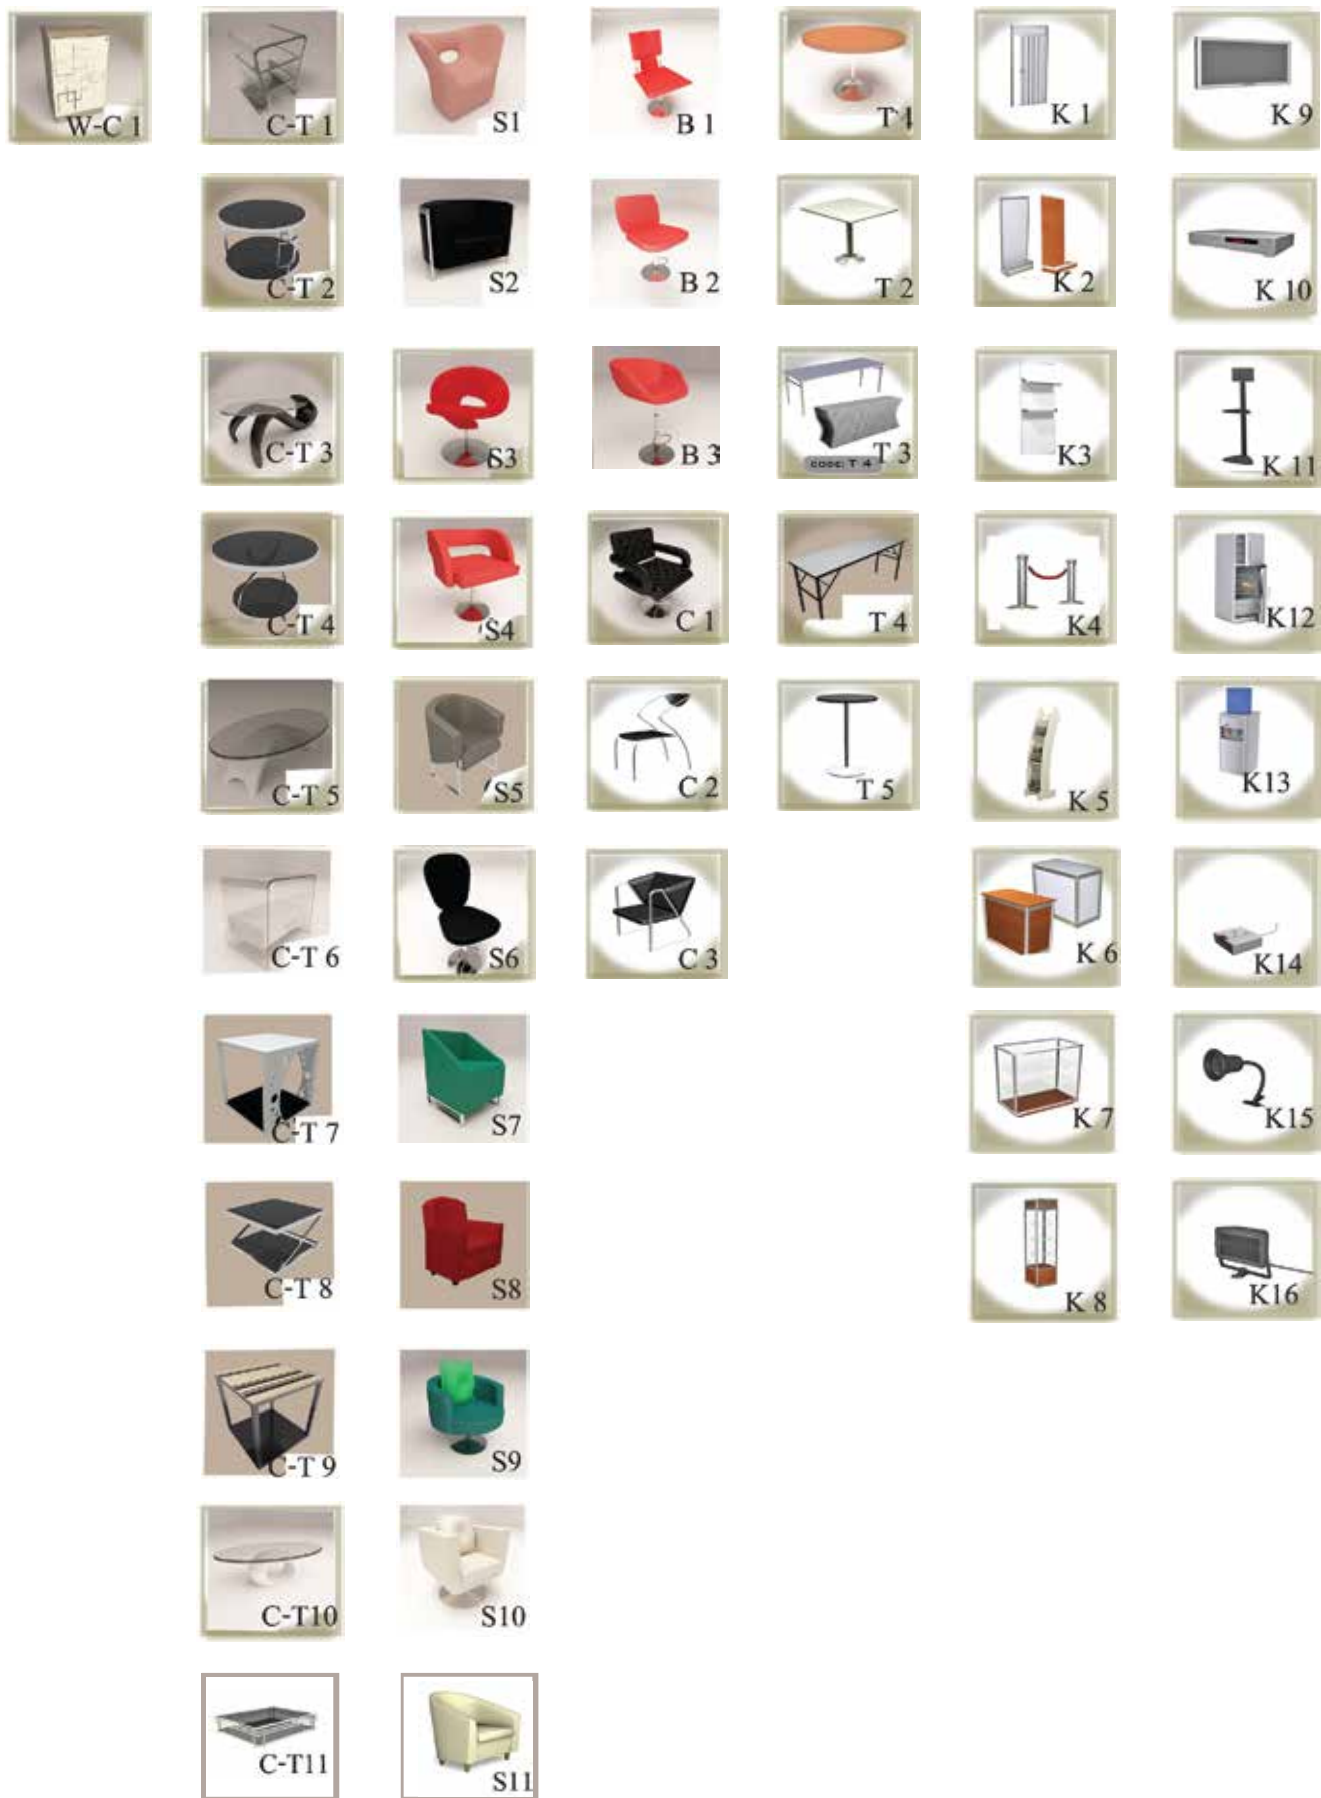 W-C 1
C-T 1
S1
B 1
T 1
K 1
K 9
C-T 2
S2
B 2
T 2
K 2
K 10
C-T 3
S3
B 3
T 3
CODE: T 4
K3
K 11
C-T 4
S4
C 1
T 4
K4
K12
C-T 5
S5
C 2
T 5
K 5
K13
C-T 6
S6
C 3
K 6
K14
C-T 7
S7
K 7
K15
C-T 8
S8
K 8
K16
C-T 9
S9
C-T10
S10
C-T11
S11